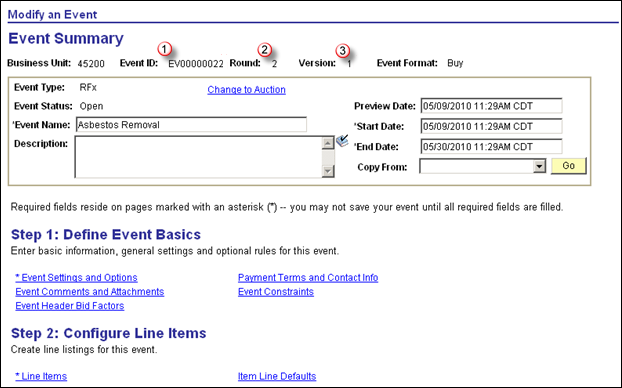 Modify an Event
Event Summary
1 2 3
Business Unit: 45200 Event ID: EV00000022 Round: 2 Version: 1 Event Format: Buy
Event Type: RFx Change to Auction
Event Status: Open Preview Date: 05/09/2010 11:29AM CDT
*Event Name: Asbestos Removal *Start Date: 05/09/2010 11:29AM CDT
Description: *End Date: 05/30/2010 11:29AM CDT
Copy From: Go
Required fields reside on pages marked with an asterisk (*) -- you may not save your event until all required fields are filled.
Step 1: Define Event Basics
Enter basic information, general settings and optional rules for this event.
* Event Settings and Options Payment Terms and Contact Info
Event Comments and Attachments Event Constraints
Event Header Bid Factors
Step 2: Configure Line Items
Create line listings for this event.
* Line Items Item Line Defaults